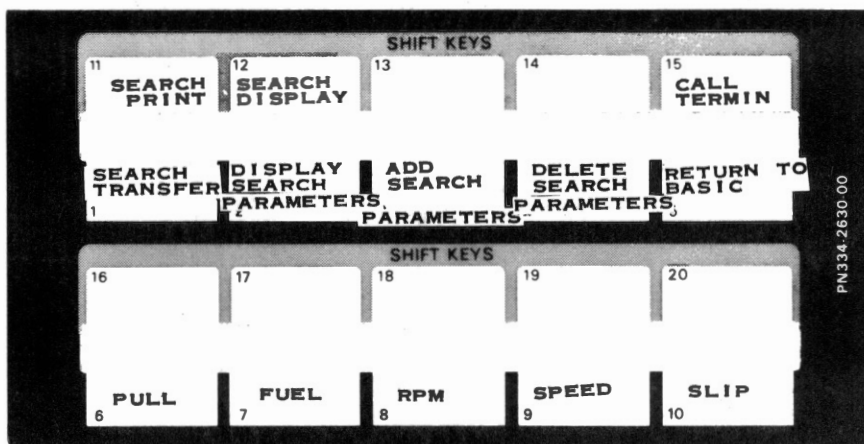 SHIFT KEYS
11 12 13 14 15
SEARCH PRINT
SEARCH DISPLAY
CALL TERMIN
SEARCH TRANSFER
DISPLAY SEARCH PARAMETERS
ADD SEARCH PARAMETERS
DELETE SEARCH PARAMETERS
RETURN TO BASIC
1 2
SHIFT KEYS
16 17 18 19 20
PULL FUEL RPM SPEED SLIP
6 7 8 9 10
PN334-2630-00